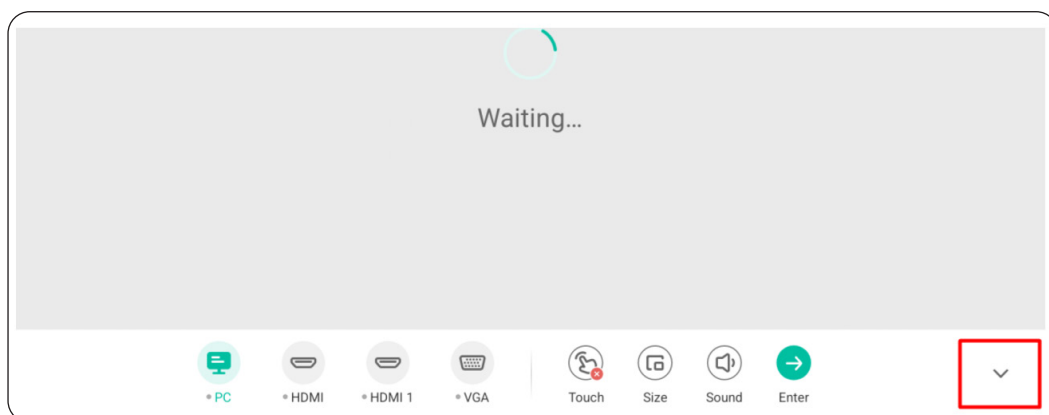 Waiting...
PC
HDMI
HDMI 1
VGA
Touch
Size
Sound
Enter